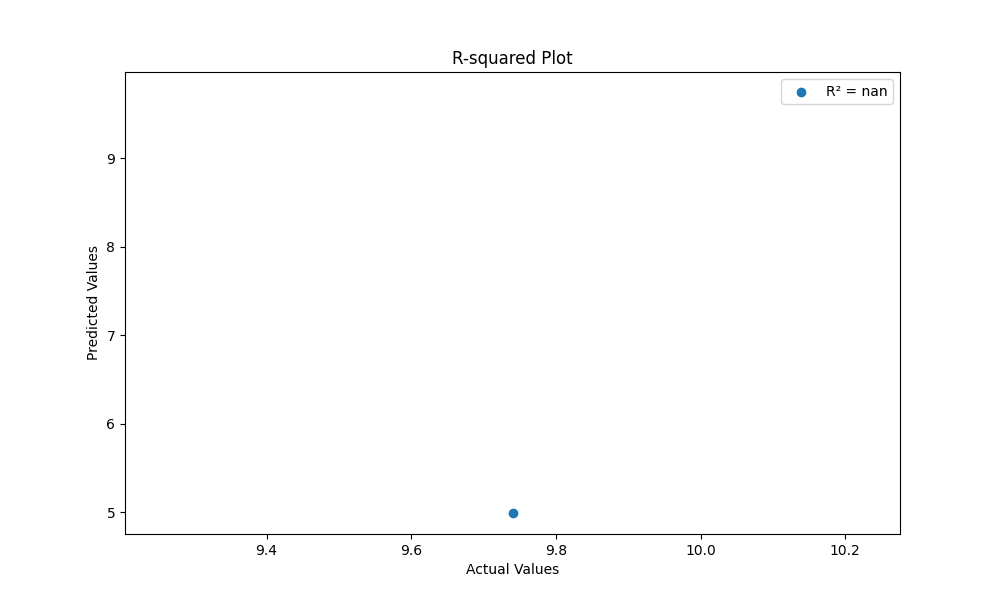 R-squared Plot
R² = nan
9
8
7
6
5
Predicted Values
9.4 9.6 9.8 10.0 10.2
Actual Values